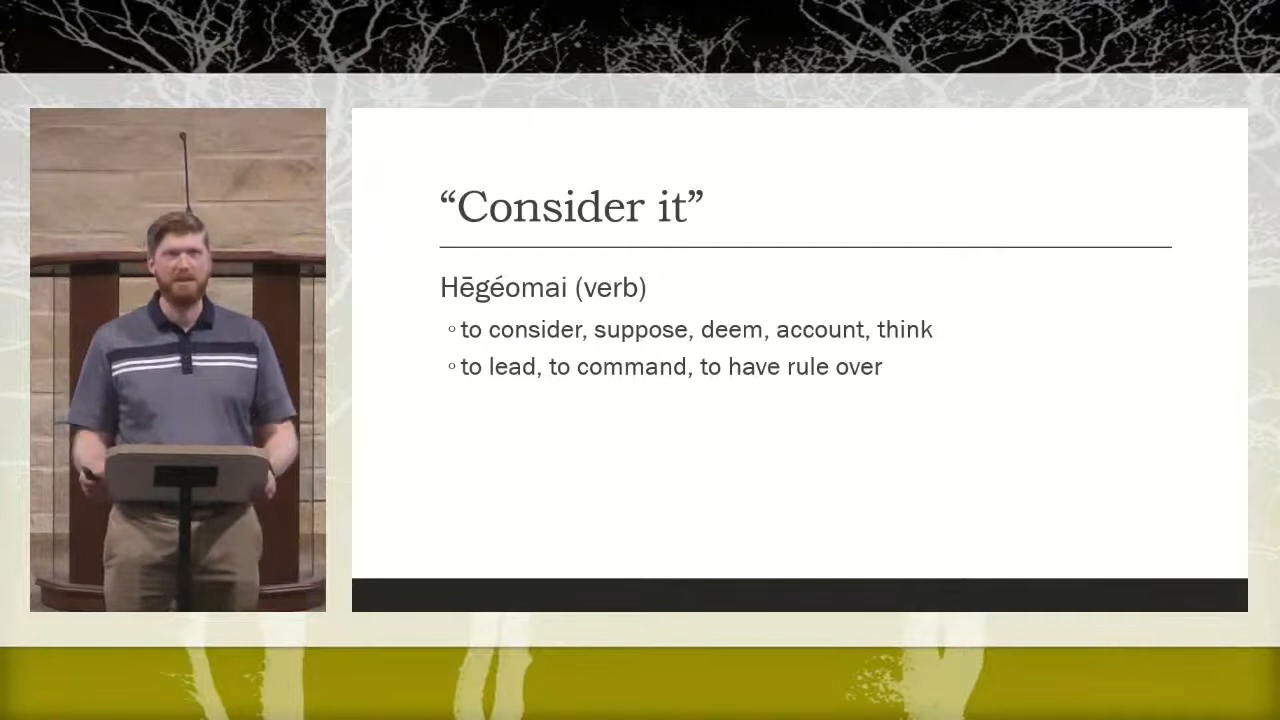 “Consider it”
Hēgéomai (verb)
◦ to consider, suppose, deem, account, think
◦ to lead, to command, to have rule over